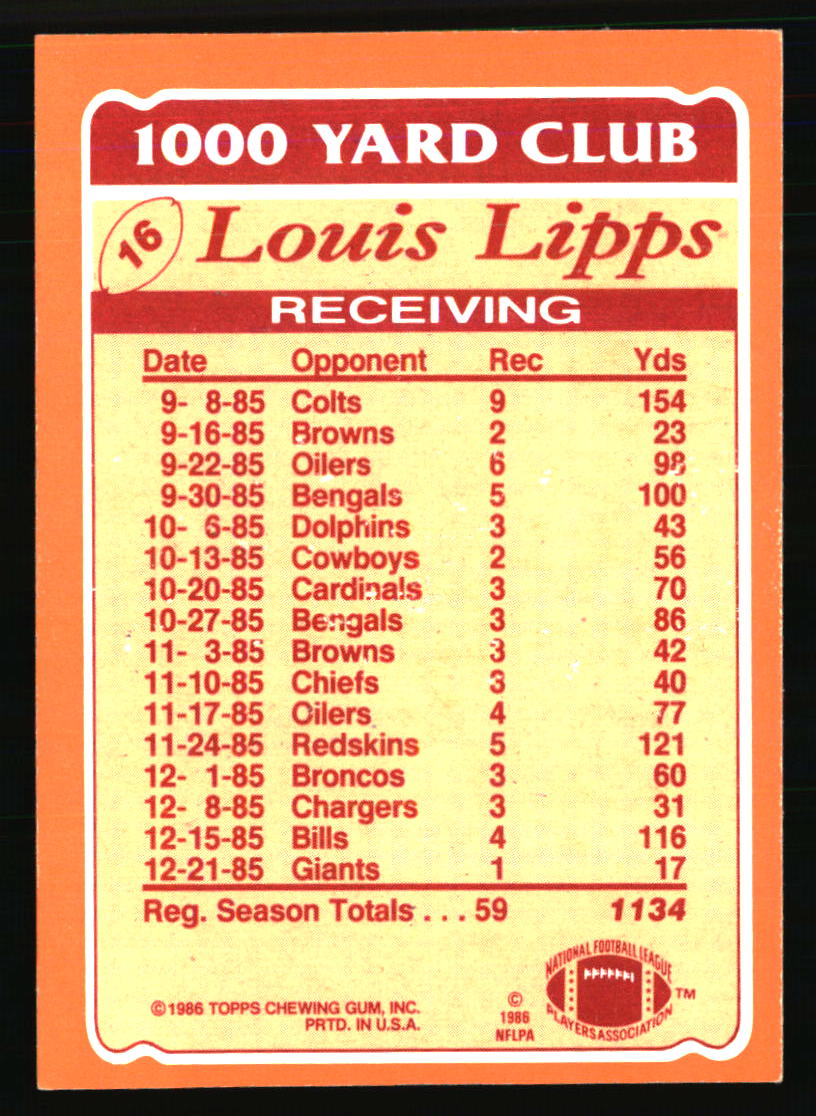 1000 YARD CLUB
16 Louis Lipps
RECEIVING
Date Opponent Rec Yds
9- 8-85 Colts 9 154
9-16-85 Browns 2 23
9-22-85 Oilers 6 98
9-30-85 Bengals 5 100
10- 6-85 Dolphins 3 43
10-13-85 Cowboys 2 56
10-20-85 Cardinals 3 70
10-27-85 Bengals 3 86
11- 3-85 Browns 3 42
11-10-85 Chiefs 3 40
11-17-85 Oilers 4 77
11-24-85 Redskins 5 121
12- 1-85 Broncos 3 60
12- 8-85 Chargers 3 31
12-15-85 Bills 4 116
12-21-85 Giants 1 17
Reg. Season Totals . . . 59 1134
©1986 TOPPS CHEWING GUM, INC.
PRTD. IN U.S.A.
©
1986
NFLPA
NATIONAL FOOTBALL LEAGUE
PLAYERS ASSOCIATION
TM